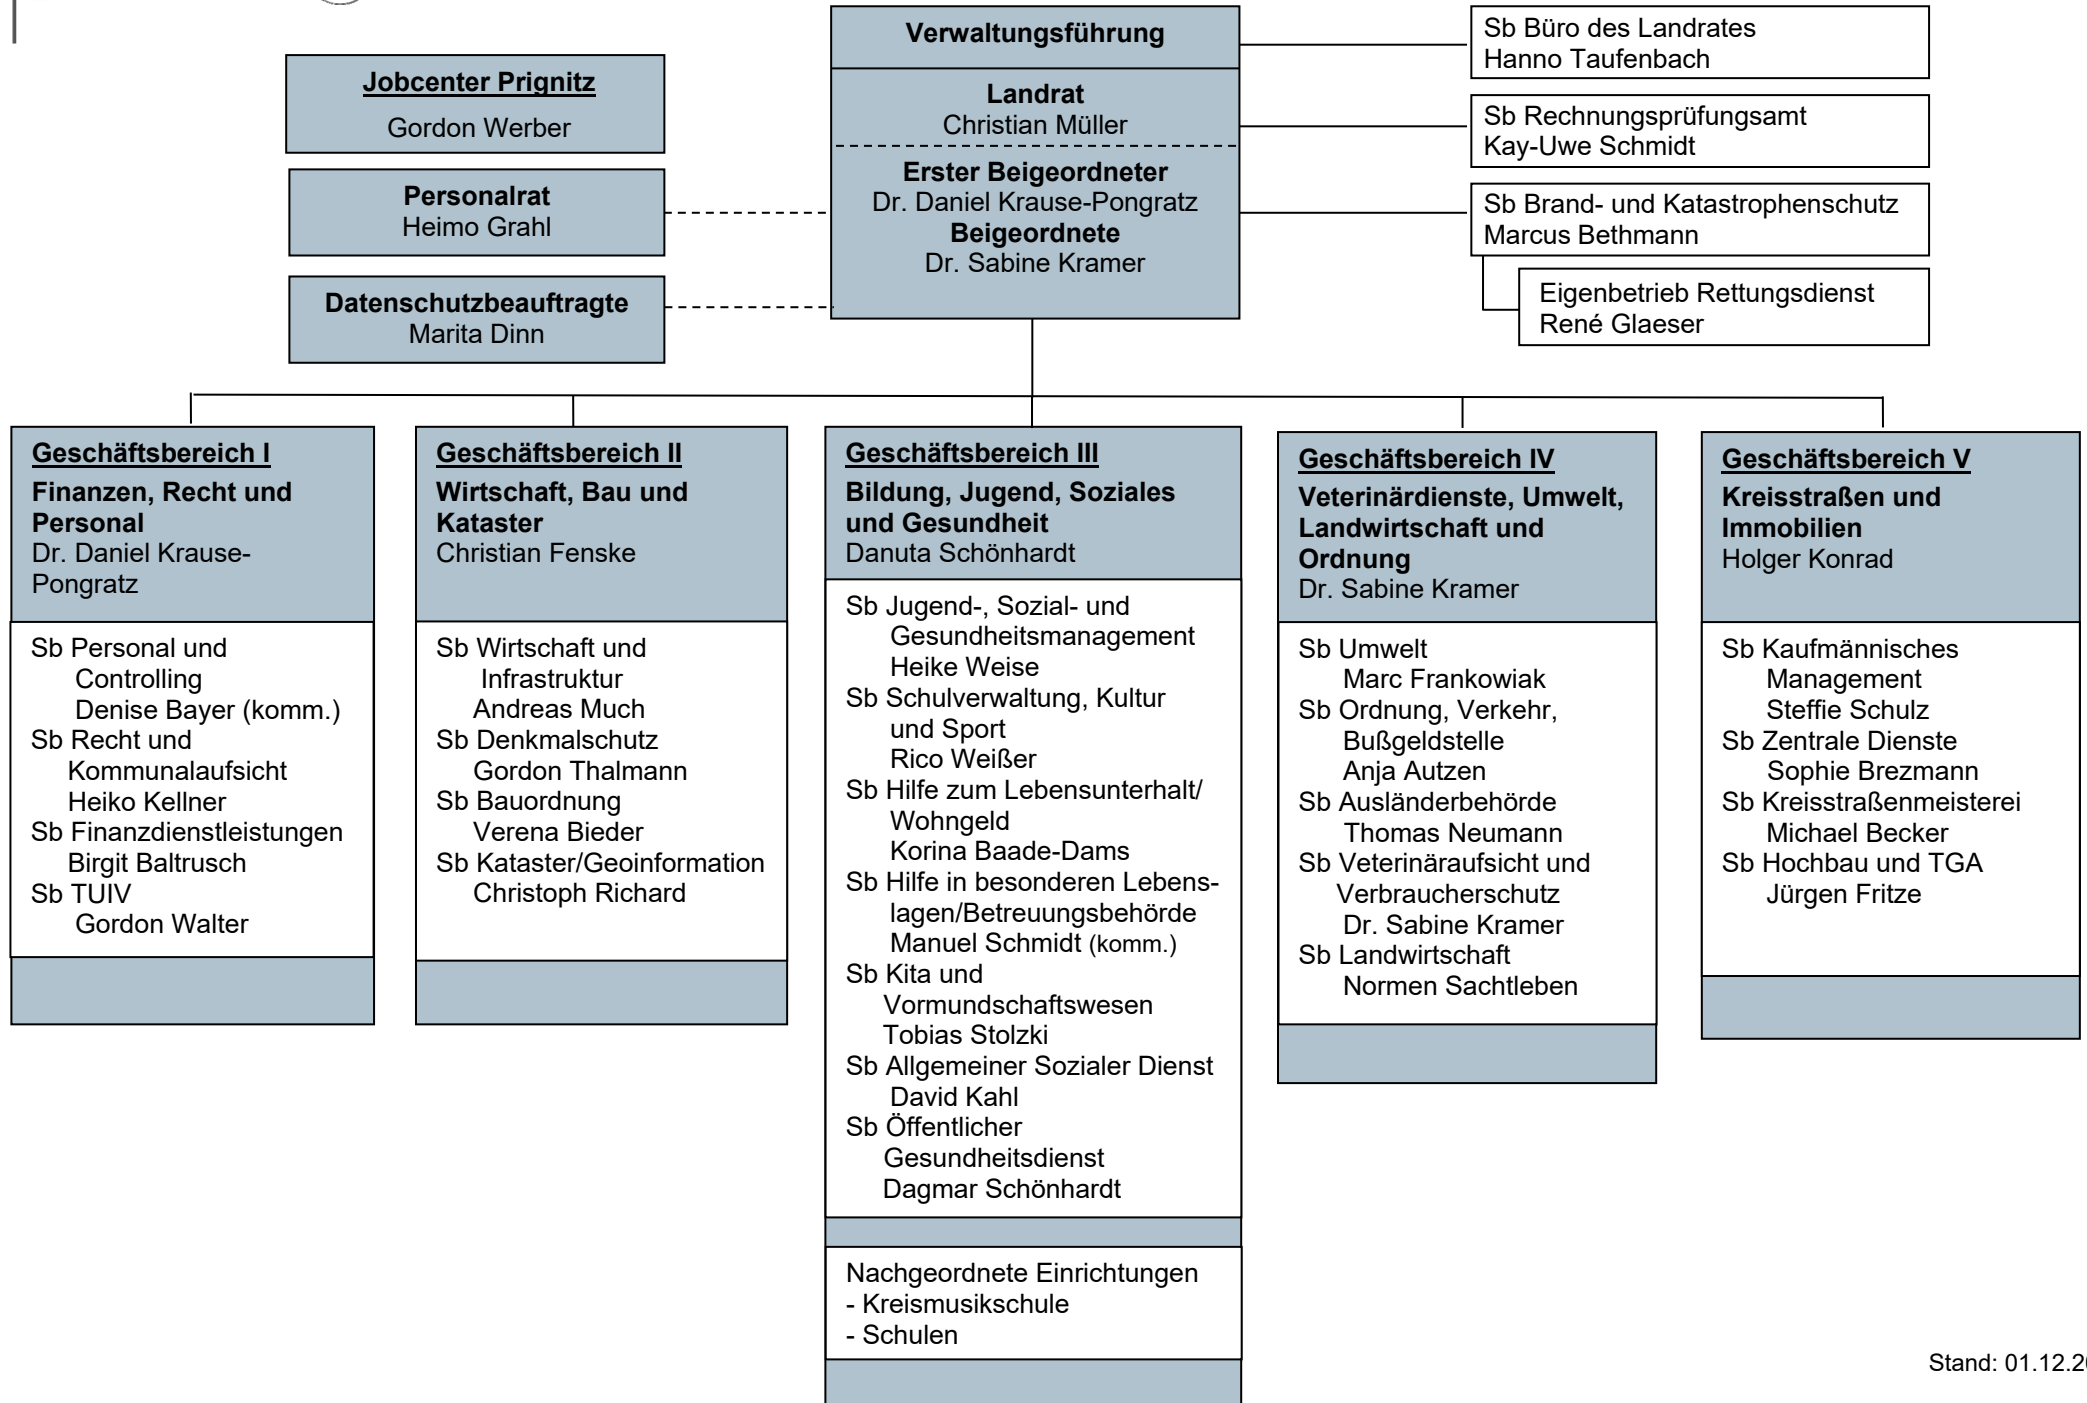 Verwaltungsführung
Landrat
Christian Müller
Erster Beigeordneter
Dr. Daniel Krause-Pongratz
Beigeordnete
Dr. Sabine Kramer
Jobcenter Prignitz
Gordon Werber
Personalrat
Heimo Grahl
Datenschutzbeauftragte
Marita Dinn
Sb Büro des Landrates
Hanno Taufenbach
Sb Rechnungsprüfungsamt
Kay-Uwe Schmidt
Sb Brand- und Katastrophenschutz
Marcus Bethmann
Eigenbetrieb Rettungsdienst
René Glaeser
Geschäftsbereich I
Finanzen, Recht und
Personal
Dr. Daniel Krause-
Pongratz
Sb Personal und
Controlling
Denise Bayer (komm.)
Sb Recht und
Kommunalaufsicht
Heiko Kellner
Sb Finanzdienstleistungen
Birgit Baltrusch
Sb TUIV
Gordon Walter
Geschäftsbereich II
Wirtschaft, Bau und
Kataster
Christian Fenske
Sb Wirtschaft und
Infrastruktur
Andreas Much
Sb Denkmalschutz
Gordon Thalmann
Sb Bauordnung
Verena Bieder
Sb Kataster/Geoinformation
Christoph Richard
Geschäftsbereich III
Bildung, Jugend, Soziales
und Gesundheit
Danuta Schönhardt
Sb Jugend-, Sozial- und
Gesundheitsmanagement
Heike Weise
Sb Schulverwaltung, Kultur
und Sport
Rico Weißer
Sb Hilfe zum Lebensunterhalt/
Wohngeld
Korina Baade-Dams
Sb Hilfe in besonderen Lebens-
lagen/Betreuungsbehörde
Manuel Schmidt (komm.)
Sb Kita und
Vormundschaftswesen
Tobias Stolzki
Sb Allgemeiner Sozialer Dienst
David Kahl
Sb Öffentlicher
Gesundheitsdienst
Dagmar Schönhardt
Nachgeordnete Einrichtungen
- Kreismusikschule
- Schulen
Geschäftsbereich IV
Veterinärdienste, Umwelt,
Landwirtschaft und
Ordnung
Dr. Sabine Kramer
Sb Umwelt
Marc Frankowiak
Sb Ordnung, Verkehr,
Bußgeldstelle
Anja Autzen
Sb Ausländerbehörde
Thomas Neumann
Sb Veterinäraufsicht und
Verbraucherschutz
Dr. Sabine Kramer
Sb Landwirtschaft
Normen Sachtleben
Geschäftsbereich V
Kreisstraßen und
Immobilien
Holger Konrad
Sb Kaufmännisches
Management
Steffie Schulz
Sb Zentrale Dienste
Sophie Brezmann
Sb Kreisstraßenmeisterei
Michael Becker
Sb Hochbau und TGA
Jürgen Fritze
Stand: 01.12.2